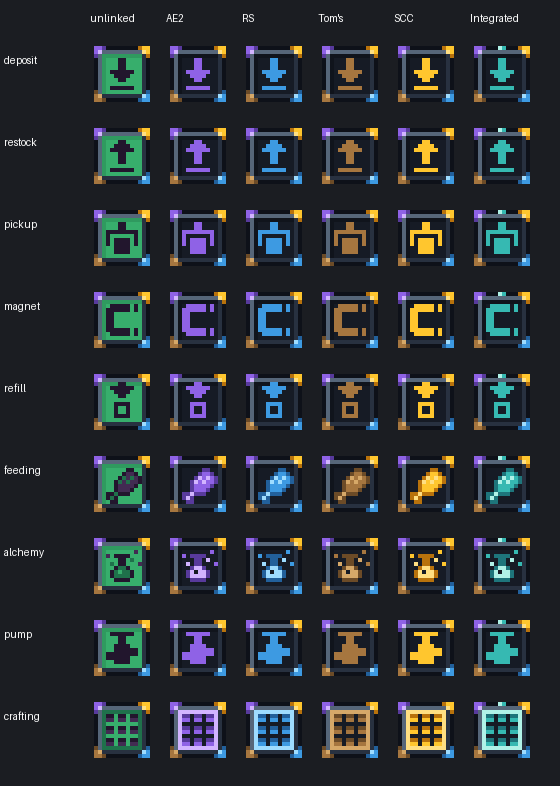 unlinked AE2 RS Tom's SCC Integrated
deposit
restock
pickup
magnet
refill
feeding
alchemy
pump
crafting